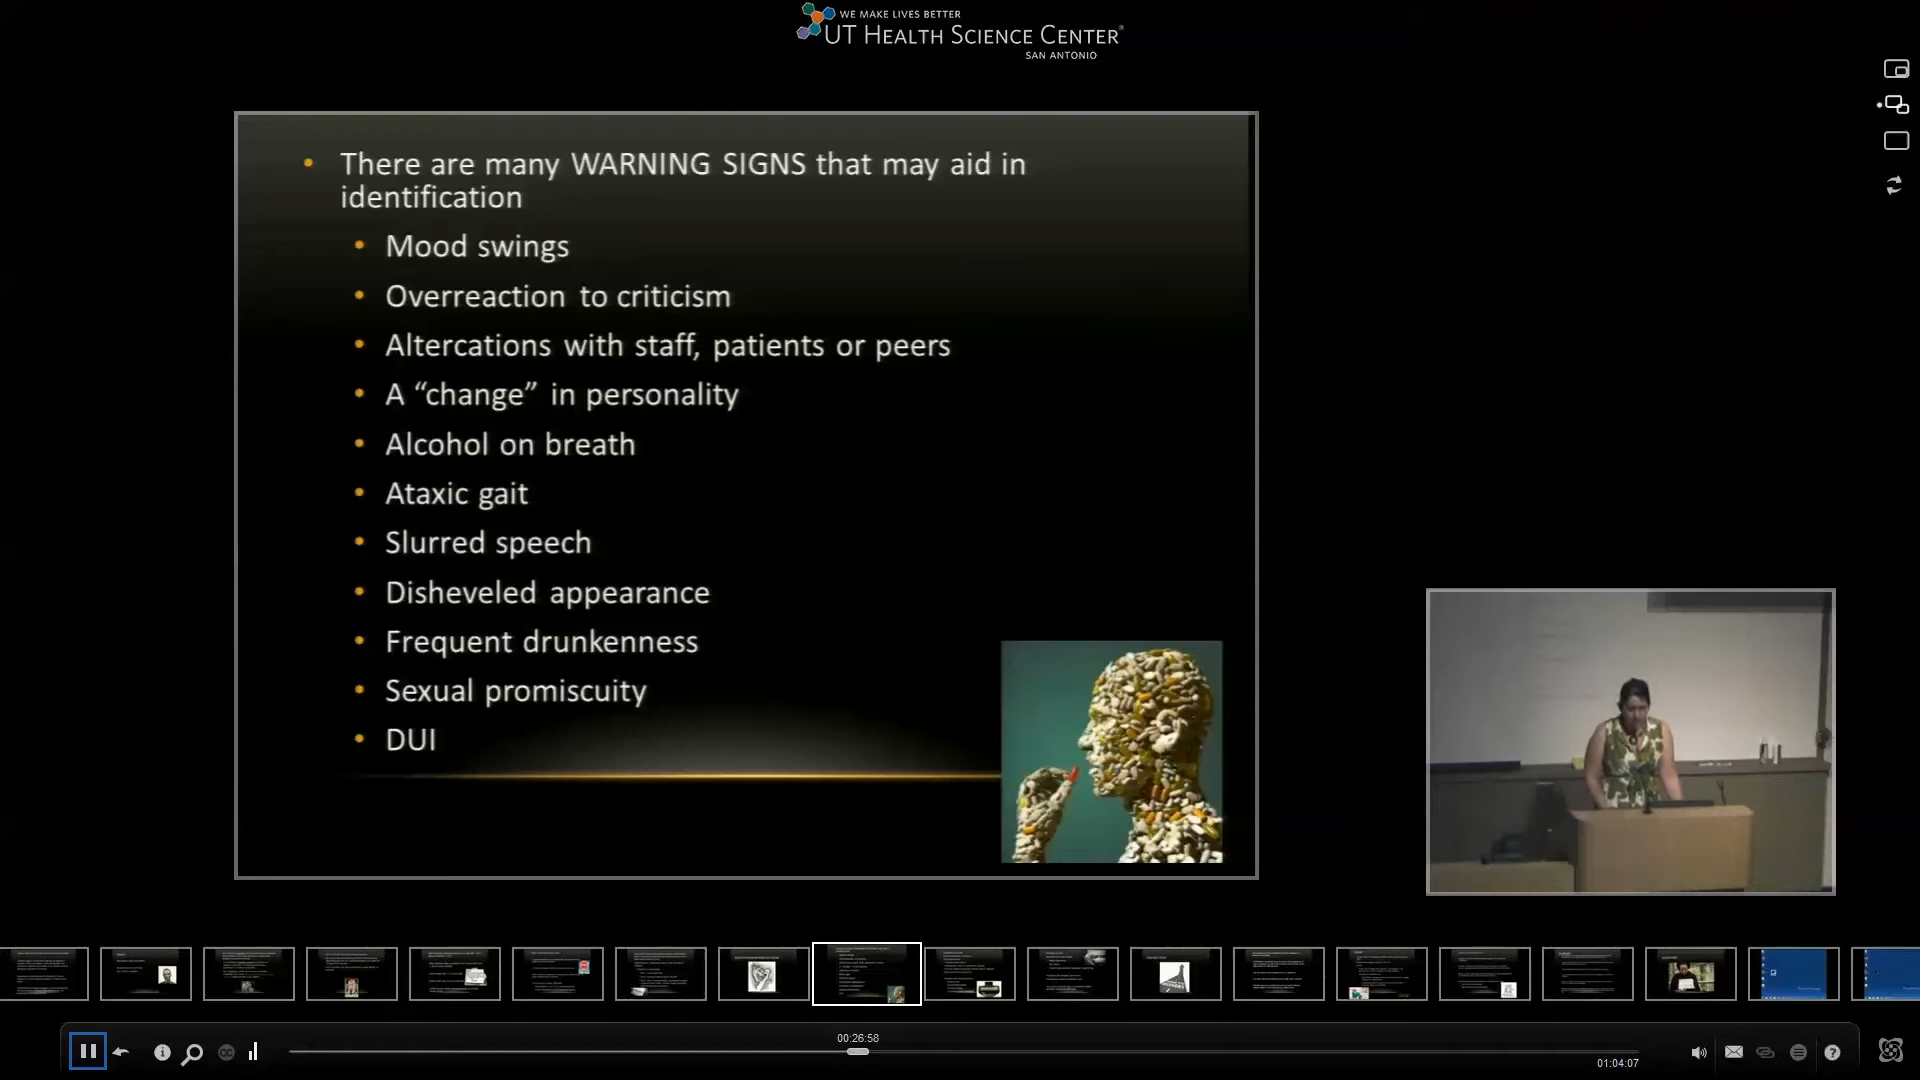 WE MAKE LIVES BETTER
UT HEALTH SCIENCE CENTER®
SAN ANTONIO
• There are many WARNING SIGNS that may aid in
identification
• Mood swings
• Overreaction to criticism
• Altercations with staff, patients or peers
• A “change” in personality
• Alcohol on breath
• Ataxic gait
• Slurred speech
• Disheveled appearance
• Frequent drunkenness
• Sexual promiscuity
• DUI
00:26:58
01:04:07